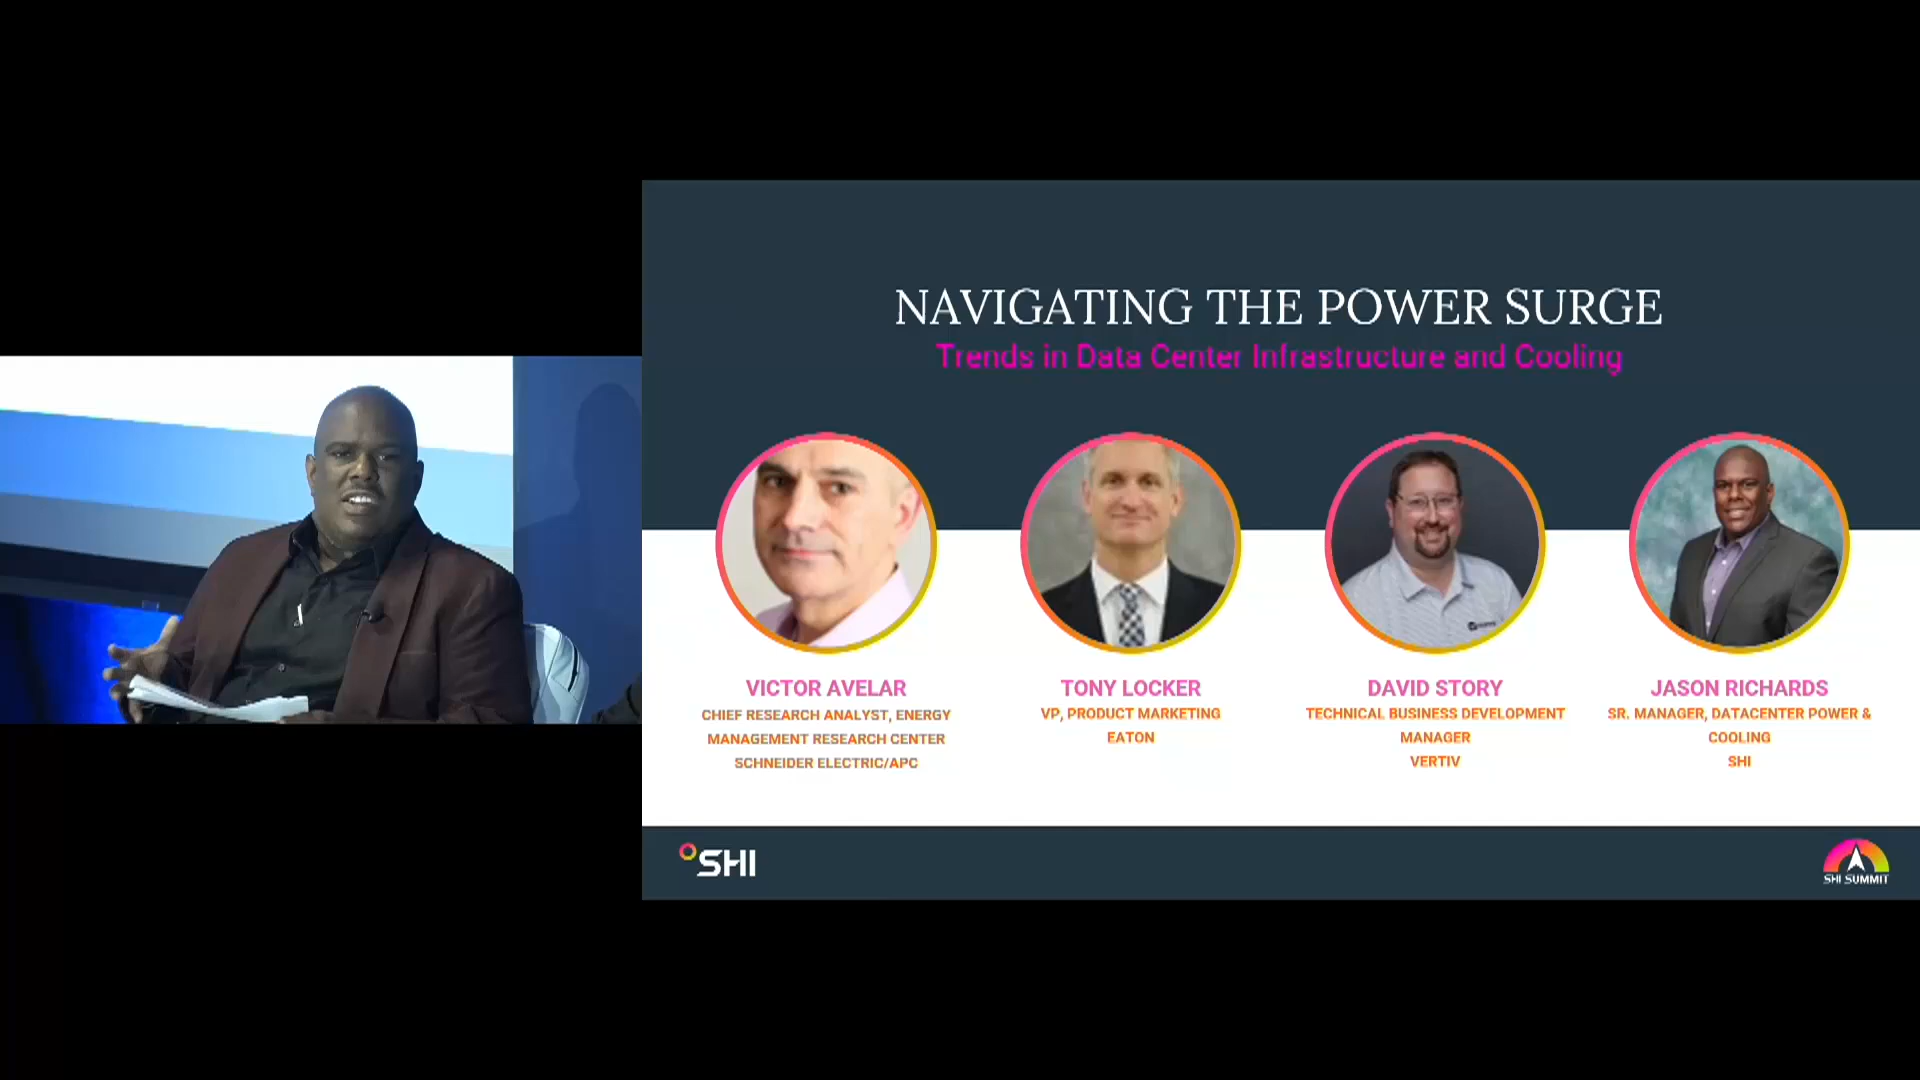 NAVIGATING THE POWER SURGE
Trends in Data Center Infrastructure and Cooling
VICTOR AVELAR
CHIEF RESEARCH ANALYST, ENERGY
MANAGEMENT RESEARCH CENTER
SCHNEIDER ELECTRIC/APC
TONY LOCKER
VP, PRODUCT MARKETING
EATON
DAVID STORY
TECHNICAL BUSINESS DEVELOPMENT
MANAGER
VERTIV
JASON RICHARDS
SR. MANAGER, DATACENTER POWER &
COOLING
SHI
SHI
SHI SUMMIT